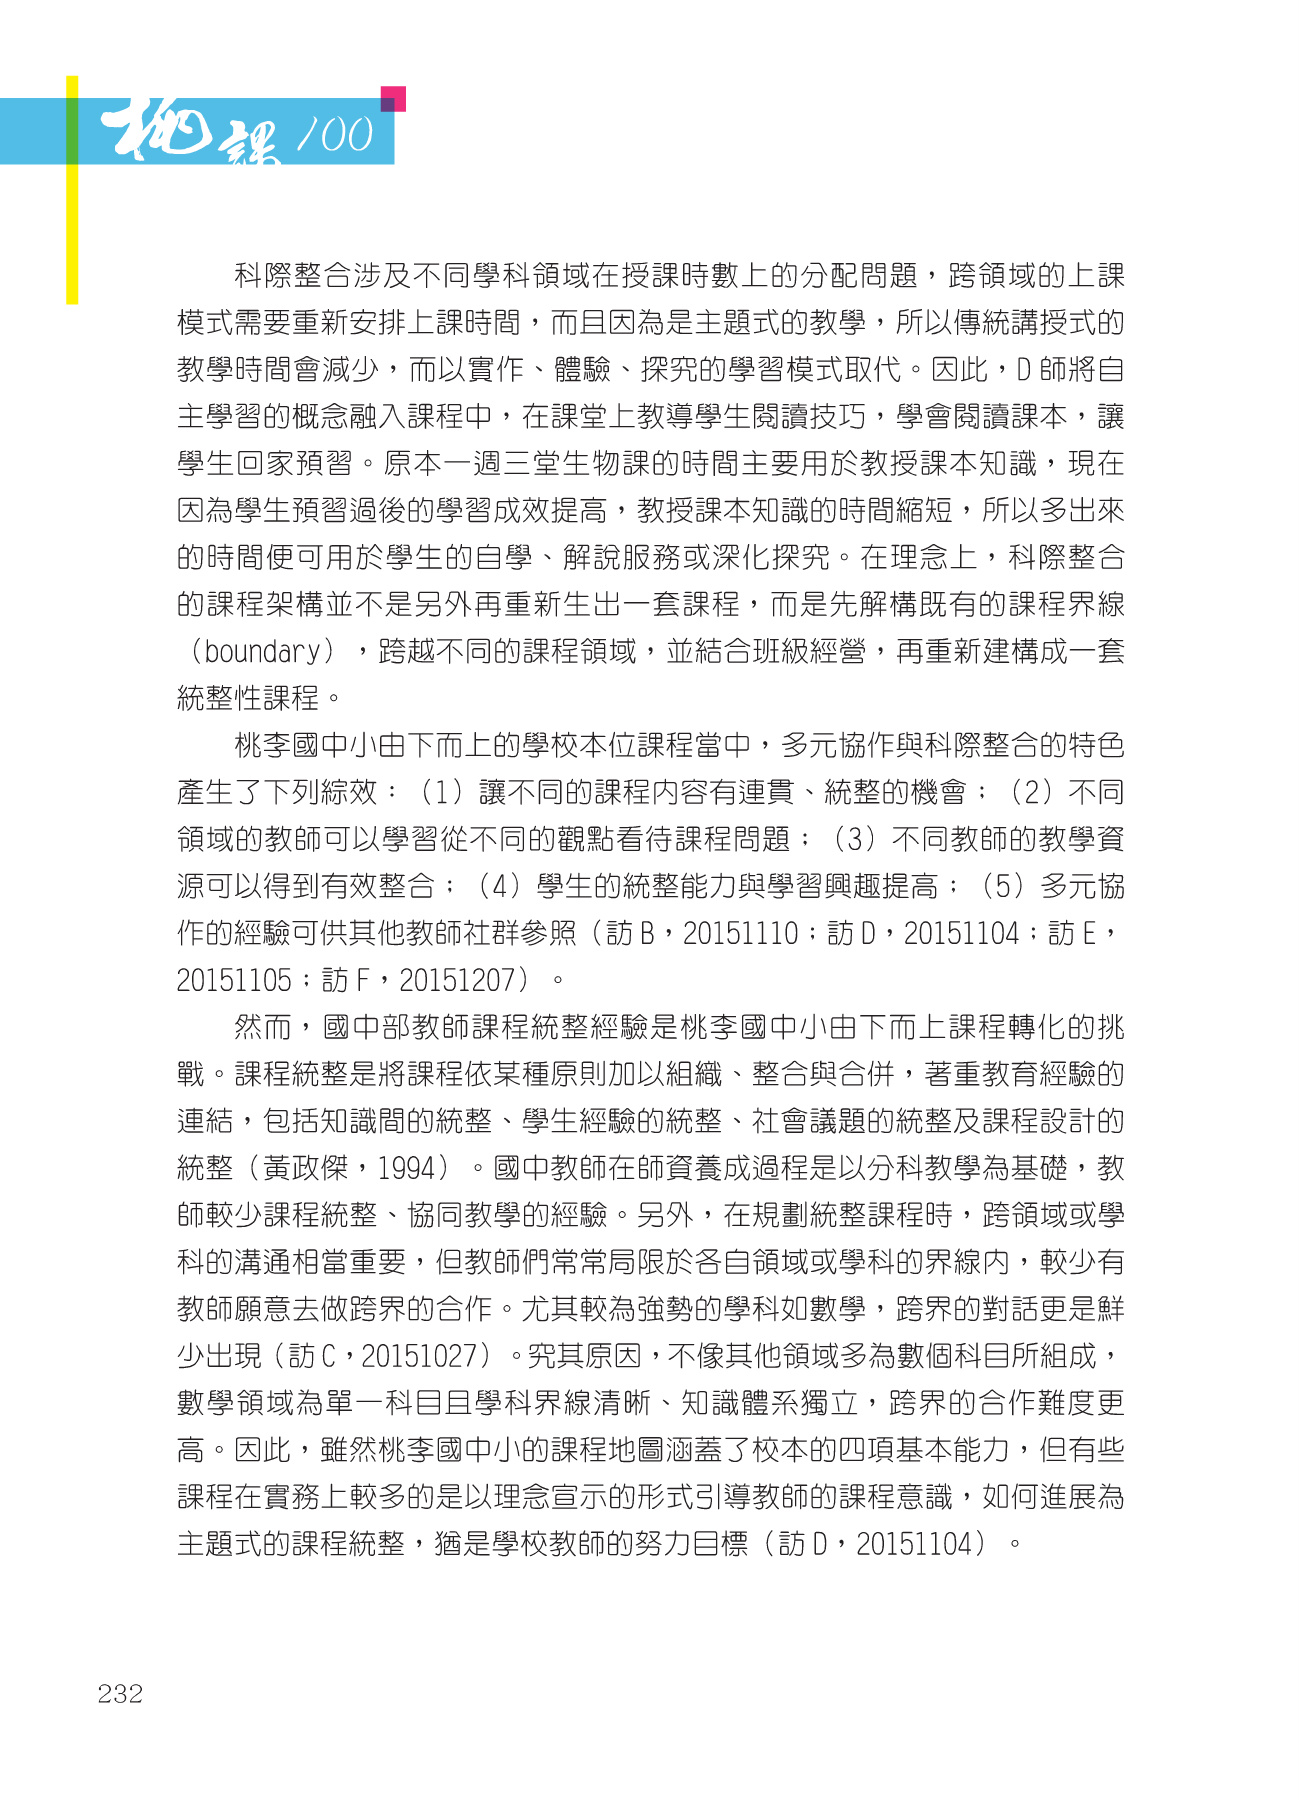 桃課100
科際整合涉及不同學科領域在授課時數上的分配問題，跨領域的上課
模式需要重新安排上課時間，而且因為是主題式的教學，所以傳統講授式的
教學時間會減少，而以實作、體驗、探究的學習模式取代。因此，D 師將自
主學習的概念融入課程中，在課堂上教導學生閱讀技巧，學會閱讀課本，讓
學生回家預習。原本一週三堂生物課的時間主要用於教授課本知識，現在
因為學生預習過後的學習成效提高，教授課本知識的時間縮短，所以多出來
的時間便可用於學生的自學、解說服務或深化探究。在理念上，科際整合
的課程架構並不是另外再重新生出一套課程，而是先解構既有的課程界線
（boundary），跨越不同的課程領域，並結合班級經營，再重新建構成一套
統整性課程。
桃李國中小由下而上的學校本位課程當中，多元協作與科際整合的特色
產生了下列綜效：（1）讓不同的課程內容有連貫、統整的機會；（2）不同
領域的教師可以學習從不同的觀點看待課程問題；（3）不同教師的教學資
源可以得到有效整合；（4）學生的統整能力與學習興趣提高；（5）多元協
作的經驗可供其他教師社群參照（訪 B，20151110；訪 D，20151104；訪 E，
20151105；訪 F，20151207）。
然而，國中部教師課程統整經驗是桃李國中小由下而上課程轉化的挑
戰。課程統整是將課程依某種原則加以組織、整合與合併，著重教育經驗的
連結，包括知識間的統整、學生經驗的統整、社會議題的統整及課程設計的
統整（黃政傑，1994）。國中教師在師資養成過程是以分科教學為基礎，教
師較少課程統整、協同教學的經驗。另外，在規劃統整課程時，跨領域或學
科的溝通相當重要，但教師們常常局限於各自領域或學科的界線內，較少有
教師願意去做跨界的合作。尤其較為強勢的學科如數學，跨界的對話更是鮮
少出現（訪 C，20151027）。究其原因，不像其他領域多為數個科目所組成，
數學領域為單一科目且學科界線清晰、知識體系獨立，跨界的合作難度更
高。因此，雖然桃李國中小的課程地圖涵蓋了校本的四項基本能力，但有些
課程在實務上較多的是以理念宣示的形式引導教師的課程意識，如何進展為
主題式的課程統整，猶是學校教師的努力目標（訪 D，20151104）。
232